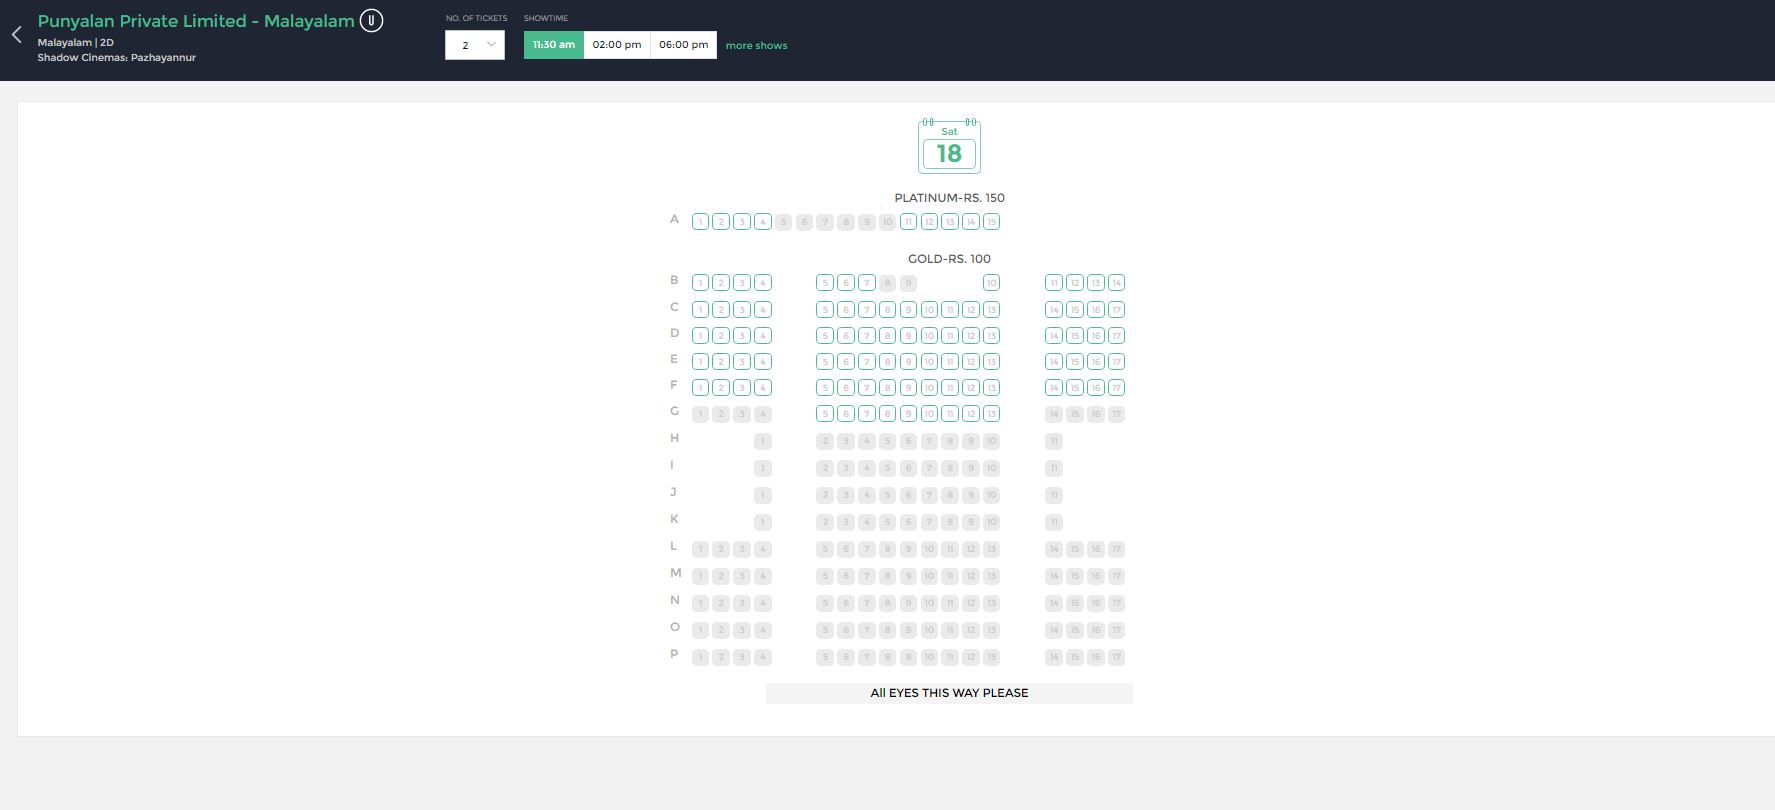 Punyalan Private Limited - Malayalam U
Malayalam | 2D
Shadow Cinemas: Pazhayannur
NO. OF TICKETS
2
SHOWTIME
11:30 am 02:00 pm 06:00 pm more shows
Sat
18
PLATINUM-RS. 150
A 1 2 3 4 5 6 7 8 9 10 11 12 13 14 15
GOLD-RS. 100
B 1 2 3 4 5 6 7 8 9 10 11 12 13 14
C 1 2 3 4 5 6 7 8 9 10 11 12 13 14 15 16 17
D 1 2 3 4 5 6 7 8 9 10 11 12 13 14 15 16 17
E 1 2 3 4 5 6 7 8 9 10 11 12 13 14 15 16 17
F 1 2 3 4 5 6 7 8 9 10 11 12 13 14 15 16 17
G 1 2 3 4 5 6 7 8 9 10 11 12 13 14 15 16 17
H 1 2 3 4 5 6 7 8 9 10 11
I 1 2 3 4 5 6 7 8 9 10 11
J 1 2 3 4 5 6 7 8 9 10 11
K 1 2 3 4 5 6 7 8 9 10 11
L 1 2 3 4 5 6 7 8 9 10 11 12 13 14 15 16 17
M 1 2 3 4 5 6 7 8 9 10 11 12 13 14 15 16 17
N 1 2 3 4 5 6 7 8 9 10 11 12 13 14 15 16 17
O 1 2 3 4 5 6 7 8 9 10 11 12 13 14 15 16 17
P 1 2 3 4 5 6 7 8 9 10 11 12 13 14 15 16 17
All EYES THIS WAY PLEASE